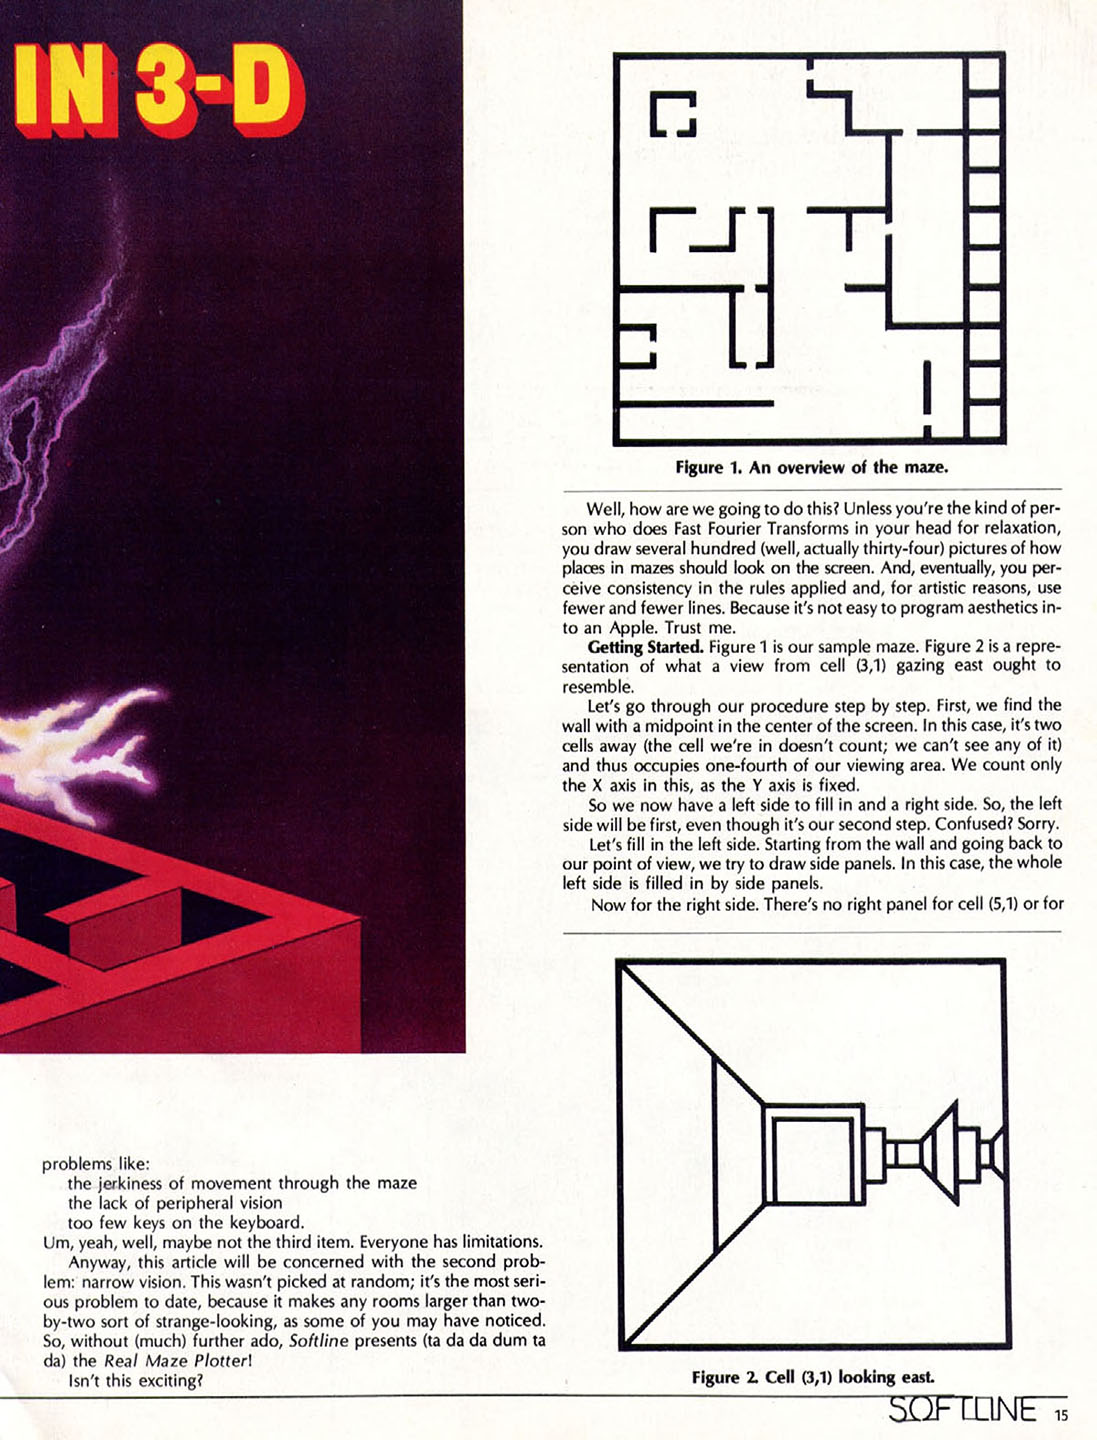 IN 3-D
problems like:
the jerkiness of movement through the maze
the lack of peripheral vision
too few keys on the keyboard.
Um, yeah, well, maybe not the third item. Everyone has limitations.
Anyway, this article will be concerned with the second prob-
lem: narrow vision. This wasn't picked at random; it's the most seri-
ous problem to date, because it makes any rooms larger than two-
by-two sort of strange-looking, as some of you may have noticed.
So, without (much) further ado, Softline presents (ta da da dum ta
da) the Real Maze Plotter!
Isn't this exciting?
Figure 1. An overview of the maze.
Well, how are we going to do this? Unless you're the kind of per-
son who does Fast Fourier Transforms in your head for relaxation,
you draw several hundred (well, actually thirty-four) pictures of how
places in mazes should look on the screen. And, eventually, you per-
ceive consistency in the rules applied and, for artistic reasons, use
fewer and fewer lines. Because it's not easy to program aesthetics in-
to an Apple. Trust me.
Getting Started. Figure 1 is our sample maze. Figure 2 is a repre-
sentation of what a view from cell (3,1) gazing east ought to
resemble.
Let's go through our procedure step by step. First, we find the
wall with a midpoint in the center of the screen. In this case, it's two
cells away (the cell we're in doesn't count; we can't see any of it)
and thus occupies one-fourth of our viewing area. We count only
the X axis in this, as the Y axis is fixed.
So we now have a left side to fill in and a right side. So, the left
side will be first, even though it's our second step. Confused? Sorry.
Let's fill in the left side. Starting from the wall and going back to
our point of view, we try to draw side panels. In this case, the whole
left side is filled in by side panels.
Now for the right side. There's no right panel for cell (5,1) or for
Figure 2. Cell (3,1) looking east.
SOFTLINE 15